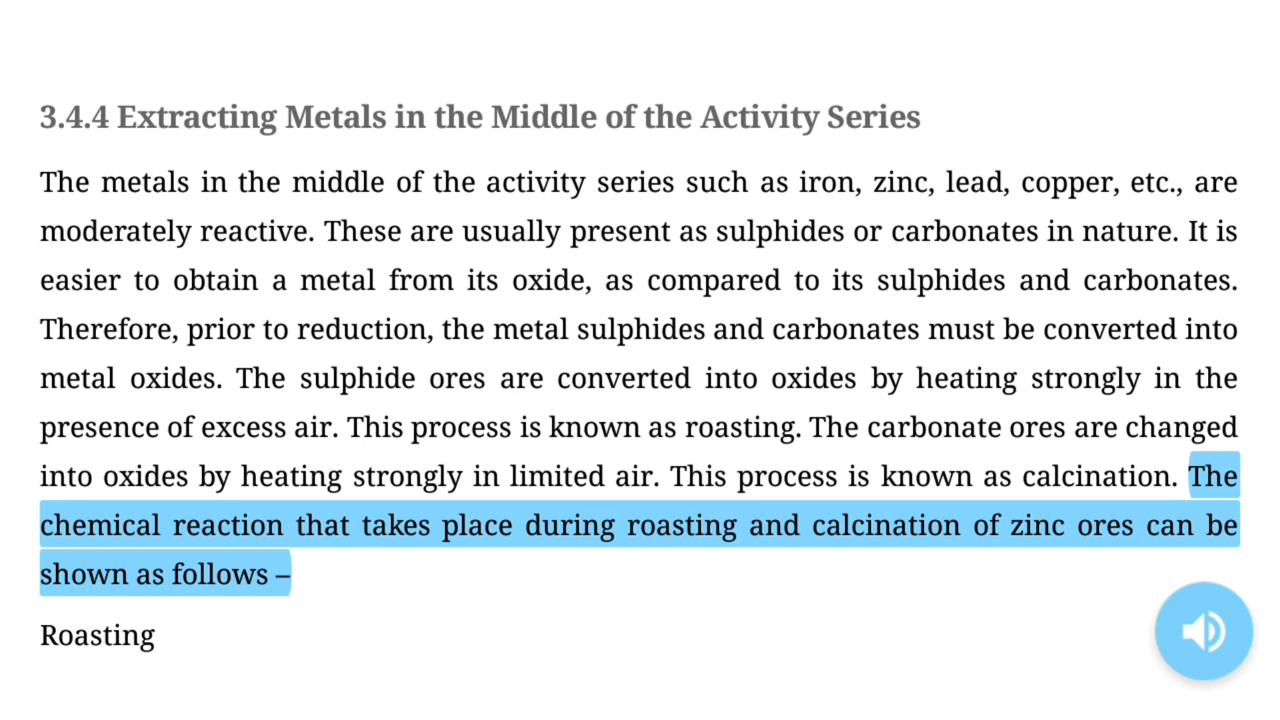 3.4.4 Extracting Metals in the Middle of the Activity Series
The metals in the middle of the activity series such as iron, zinc, lead, copper, etc., are
moderately reactive. These are usually present as sulphides or carbonates in nature. It is
easier to obtain a metal from its oxide, as compared to its sulphides and carbonates.
Therefore, prior to reduction, the metal sulphides and carbonates must be converted into
metal oxides. The sulphide ores are converted into oxides by heating strongly in the
presence of excess air. This process is known as roasting. The carbonate ores are changed
into oxides by heating strongly in limited air. This process is known as calcination. The
chemical reaction that takes place during roasting and calcination of zinc ores can be
shown as follows –
Roasting